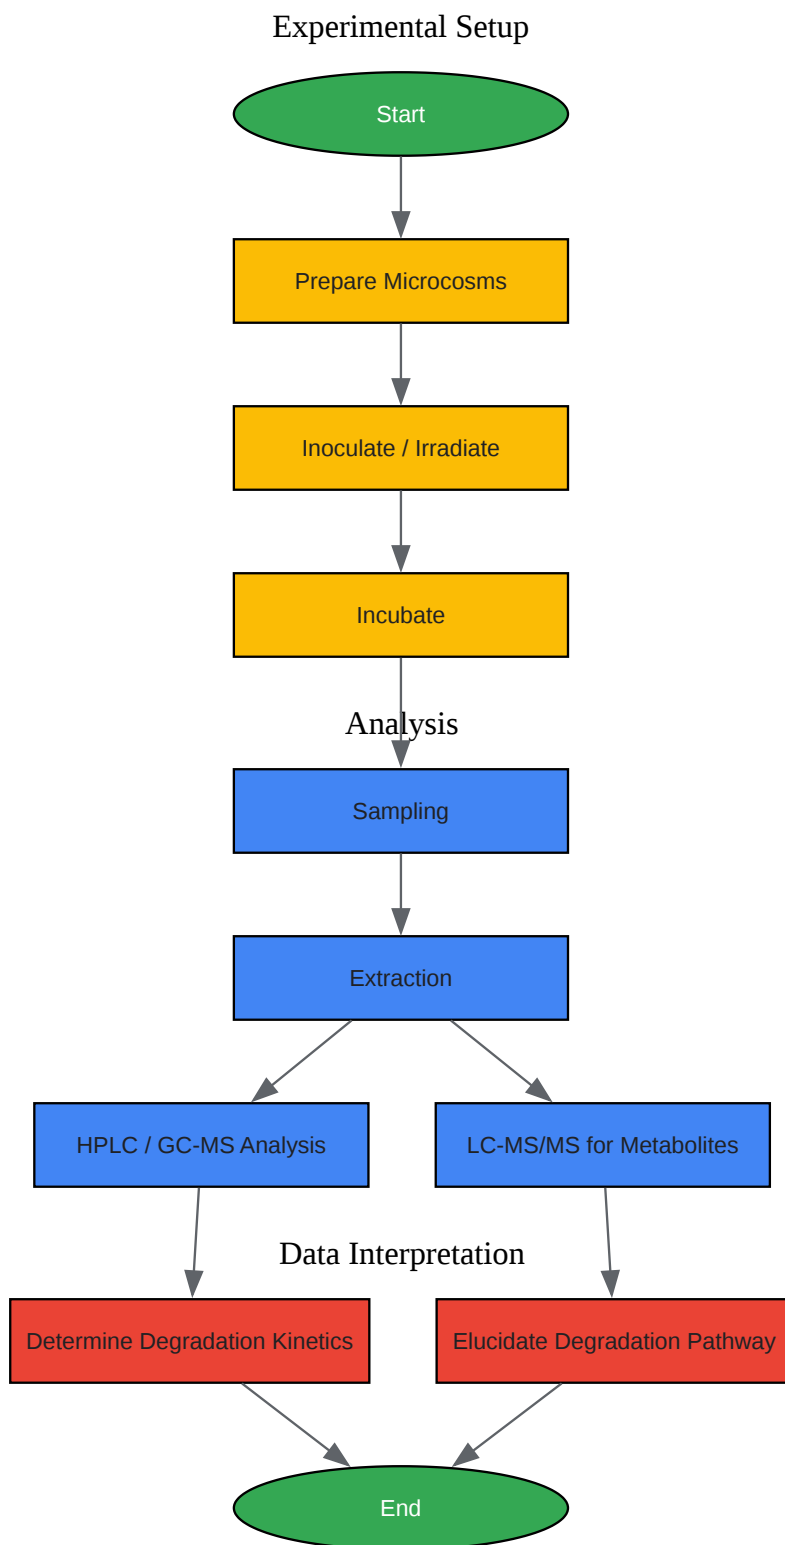 Experimental Setup
Start
Prepare Microcosms
Inoculate / Irradiate
Incubate
Analysis
Sampling
Extraction
HPLC / GC-MS Analysis
LC-MS/MS for Metabolites
Data Interpretation
Determine Degradation Kinetics
Elucidate Degradation Pathway
End